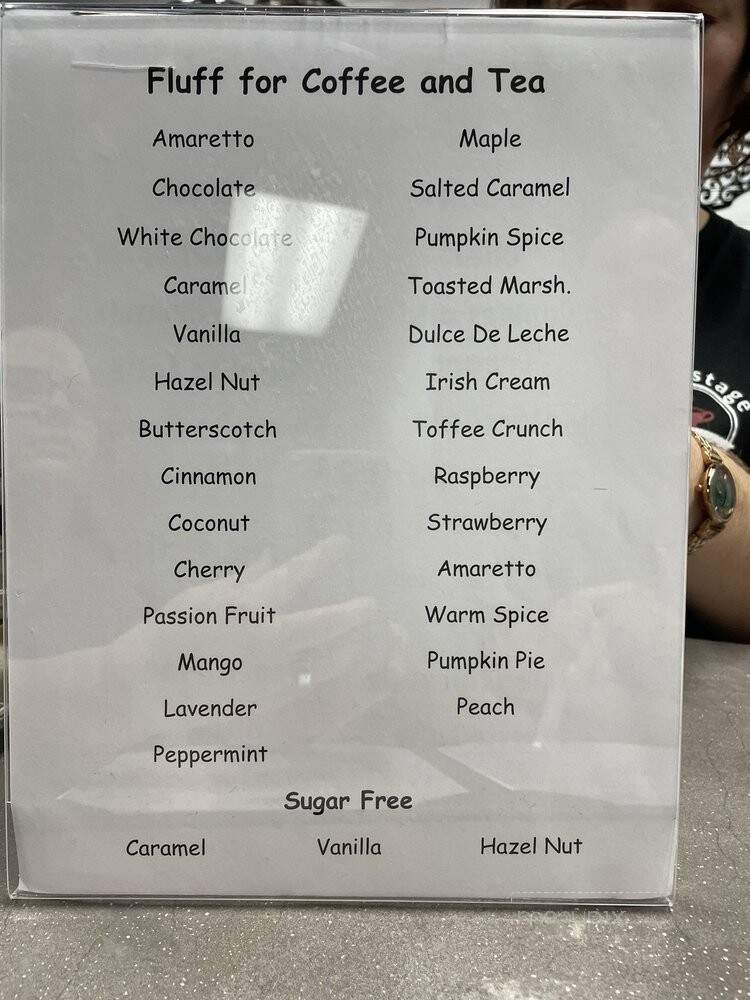 Fluff for Coffee and Tea
Amaretto Maple
Chocolate Salted Caramel
White Chocolate Pumpkin Spice
Caramel Toasted Marsh.
Vanilla Dulce De Leche
Hazel Nut Irish Cream
Butterscotch Toffee Crunch
Cinnamon Raspberry
Coconut Strawberry
Cherry Amaretto
Passion Fruit Warm Spice
Mango Pumpkin Pie
Lavender Peach
Peppermint
Sugar Free
Caramel Vanilla Hazel Nut
stage